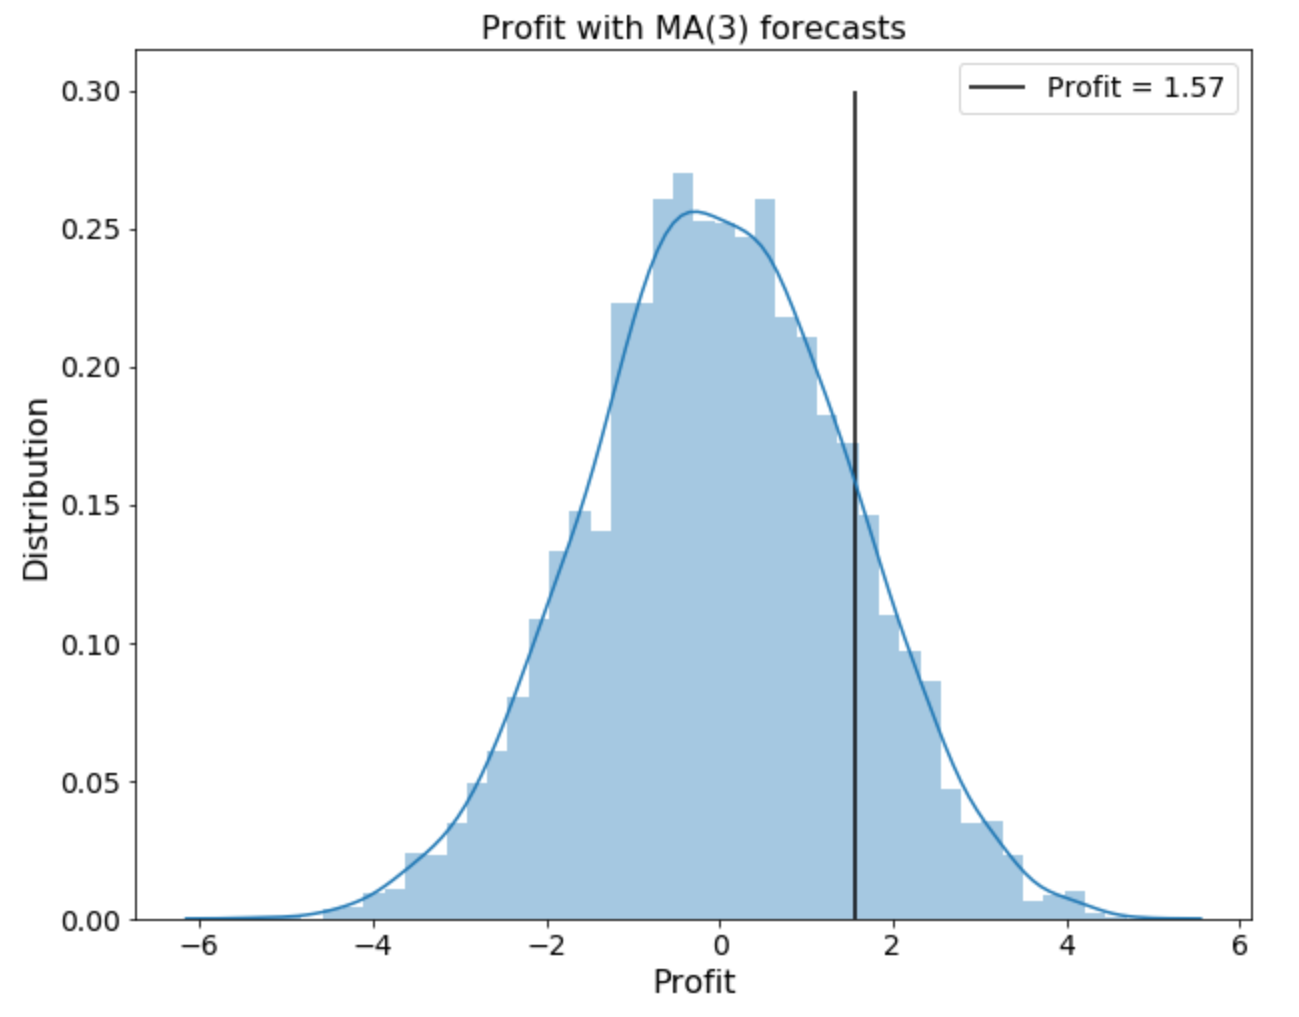 Profit with MA(3) forecasts
Profit = 1.57
0.30
0.25
0.20
0.15
0.10
0.05
0.00
Distribution
−6 −4 −2 0 2 4 6
Profit